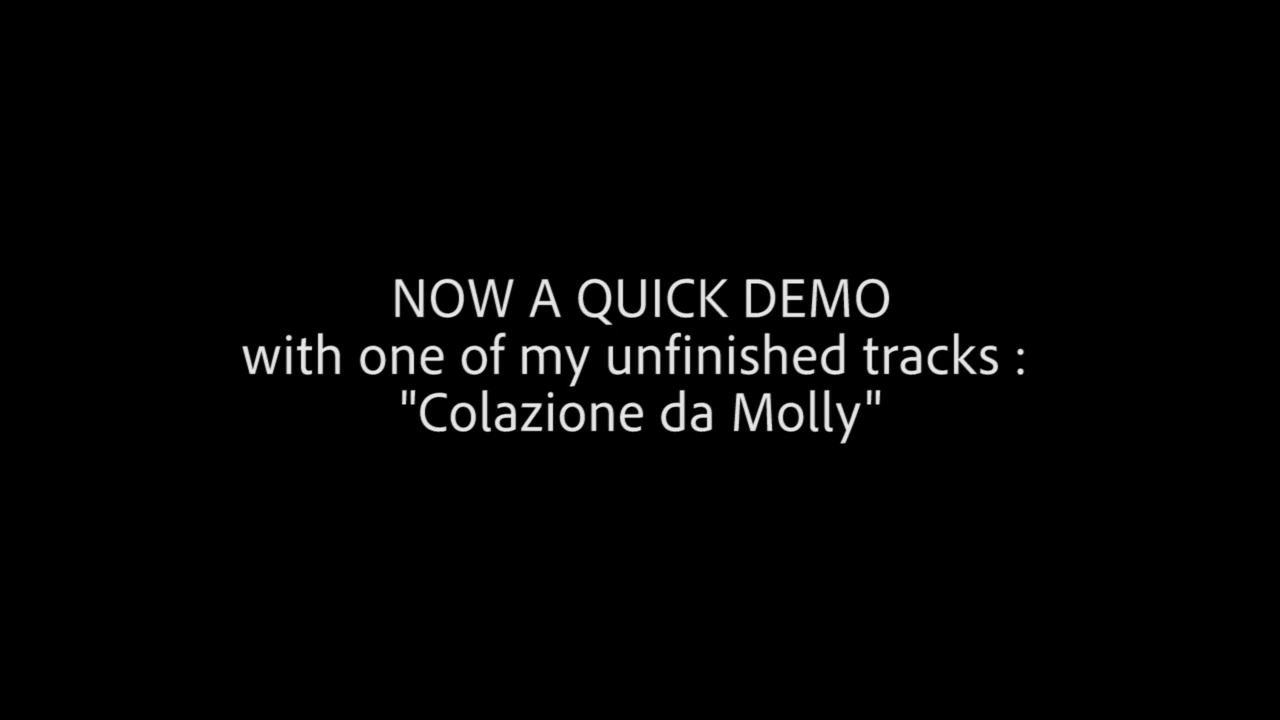 NOW A QUICK DEMO
with one of my unfinished tracks :
"Colazione da Molly"